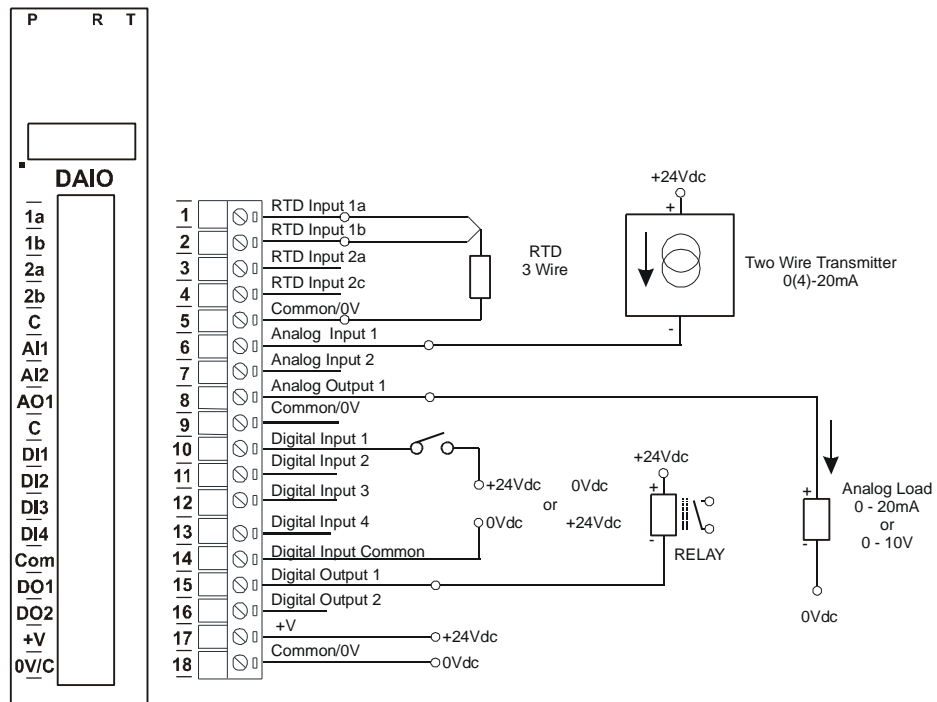 P R T
DAIO
1a
1b
2a
2b
C
AI1
AI2
AO1
C
DI1
DI2
DI3
DI4
Com
DO1
DO2
+V
0V/C
1 RTD Input 1a
2 RTD Input 1b
3 RTD Input 2a
4 RTD Input 2c
5 Common/0V
6 Analog Input 1
7 Analog Input 2
8 Analog Output 1
9 Common/0V
10 Digital Input 1
11 Digital Input 2
12 Digital Input 3
13 Digital Input 4
14 Digital Input Common
15 Digital Output 1
16 Digital Output 2
17 +V
18 Common/0V
RTD
3 Wire
+24Vdc
+
-
Two Wire Transmitter
0(4)-20mA
+24Vdc 0Vdc
or
0Vdc +24Vdc
+24Vdc
+
-
RELAY
+
-
Analog Load
0 - 20mA
or
0 - 10V
0Vdc
+24Vdc
0Vdc